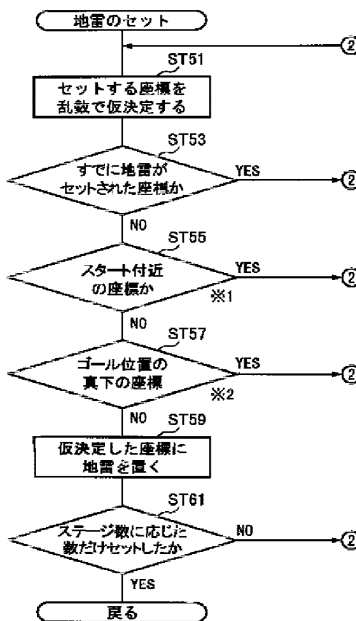 地雷のセット
②
ST51
セットする座標を
乱数で仮決定する
ST53
すでに地雷が
セットされた座標か
YES
②
NO
ST55
スタート付近
の座標か
YES
②
※1
NO
ST57
ゴール位置の
真下の座標
YES
②
※2
NO
ST59
仮決定した座標に
地雷を置く
ST61
ステージ数に応じた
数だけセットしたか
NO
②
YES
戻る